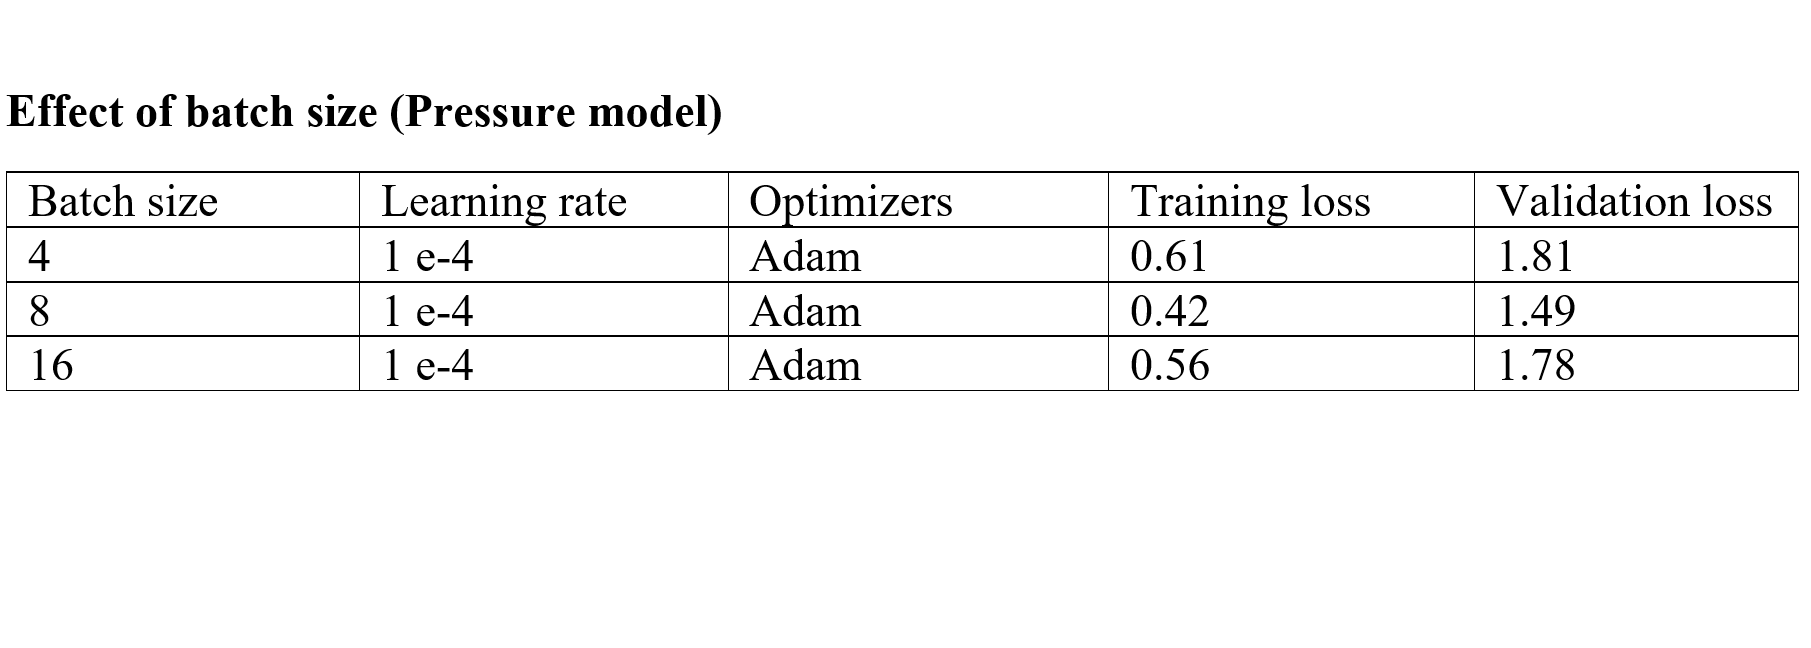 Effect of batch size (Pressure model)
Batch size Learning rate Optimizers Training loss Validation loss
4 1 e-4 Adam 0.61 1.81
8 1 e-4 Adam 0.42 1.49
16 1 e-4 Adam 0.56 1.78